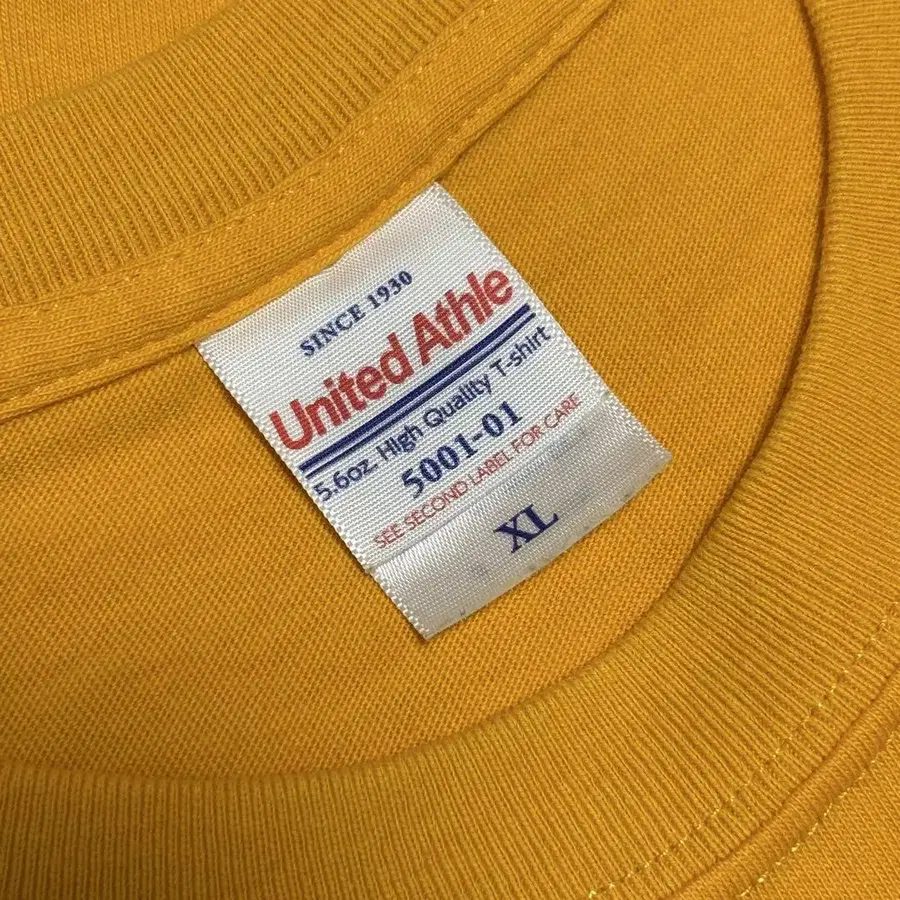 SINCE 1930
United Athle
5.6oz. High Quality T-shirt
5001-01
SEE SECOND LABEL FOR CARE
XL